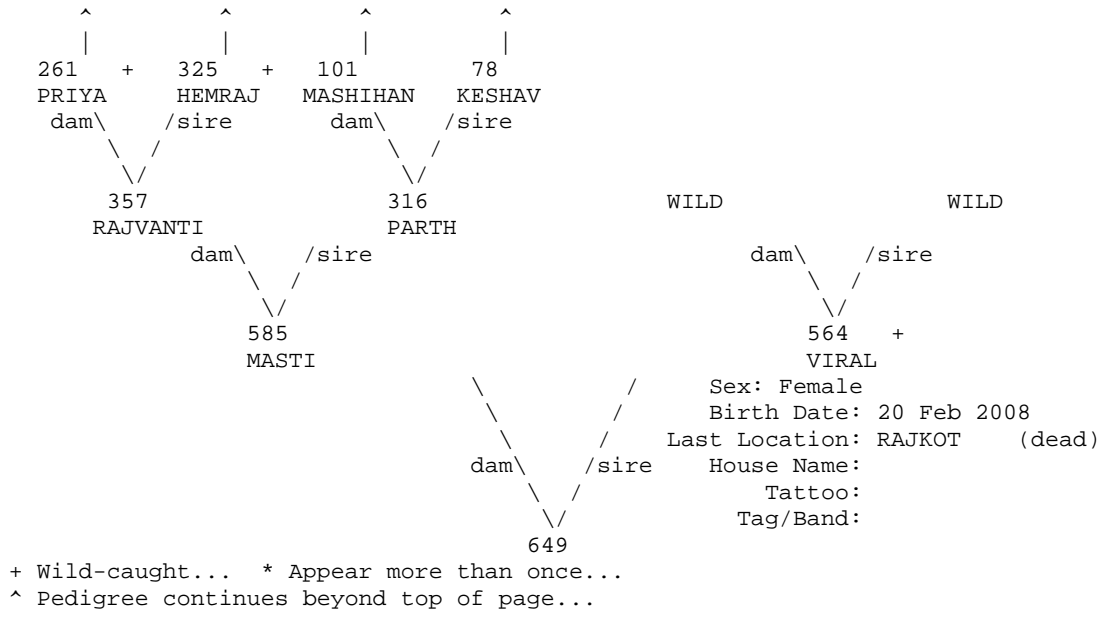 ^ ^ ^ ^
| | | |
261 + 325 + 101 78
PRIYA HEMRAJ MASHIHAN KESHAV
dam\ /sire dam\ /sire
\ / \ /
\/ \/
357 316 WILD WILD
RAJVANTI PARTH
dam\ /sire dam\ /sire
\ / \ /
\/ \/
585 564 +
MASTI VIRAL
\ / Sex: Female
\ / Birth Date: 20 Feb 2008
\ / Last Location: RAJKOT (dead)
dam\ /sire House Name:
\ / Tattoo:
\/ Tag/Band:
649
+ Wild-caught... * Appear more than once...
^ Pedigree continues beyond top of page...